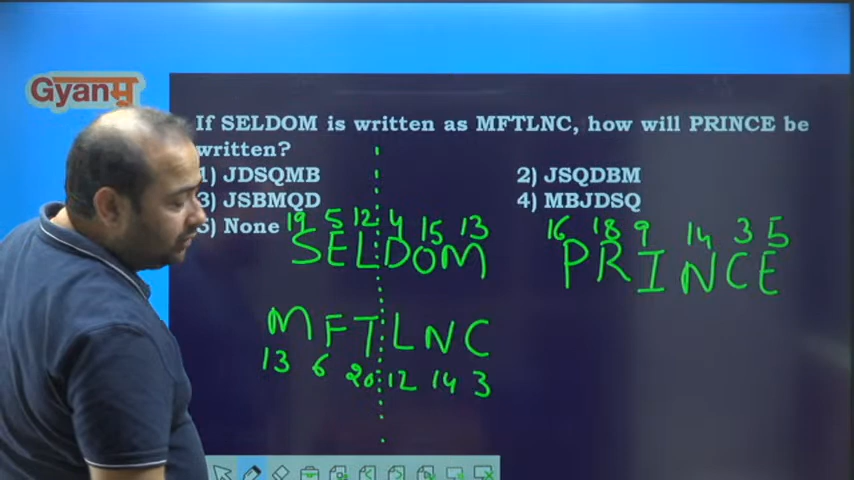 Gyanमू
If SELDOM is written as MFTLNC, how will PRINCE be
written?
1) JDSQMB
2) JSQDBM
3) JSBMQD
4) MBJDSQ
5) None
19 5 12 4 15 13
SELDOM
MFTLNC
13 6 20 12 14 3
16 18 9 14 3 5
PRINCE